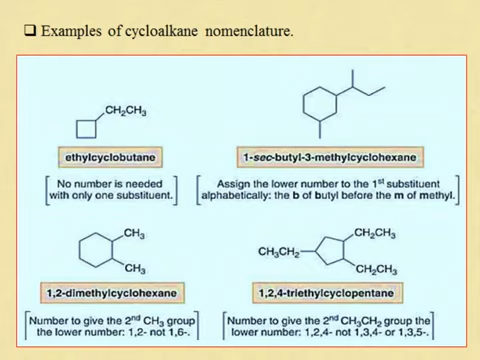 ❑ Examples of cycloalkane nomenclature.
CH₂CH₃
ethylcyclobutane
No number is needed
with only one substituent.
1-sec-butyl-3-methylcyclohexane
Assign the lower number to the 1st substituent
alphabetically: the b of butyl before the m of methyl.
CH₃
CH₃
1,2-dimethylcyclohexane
Number to give the 2nd CH₃ group
the lower number: 1,2- not 1,6-.
CH₂CH₃
CH₃CH₂
CH₂CH₃
1,2,4-triethylcyclopentane
Number to give the 2nd CH₃CH₂ group the
lower number: 1,2,4- not 1,3,4- or 1,3,5-.